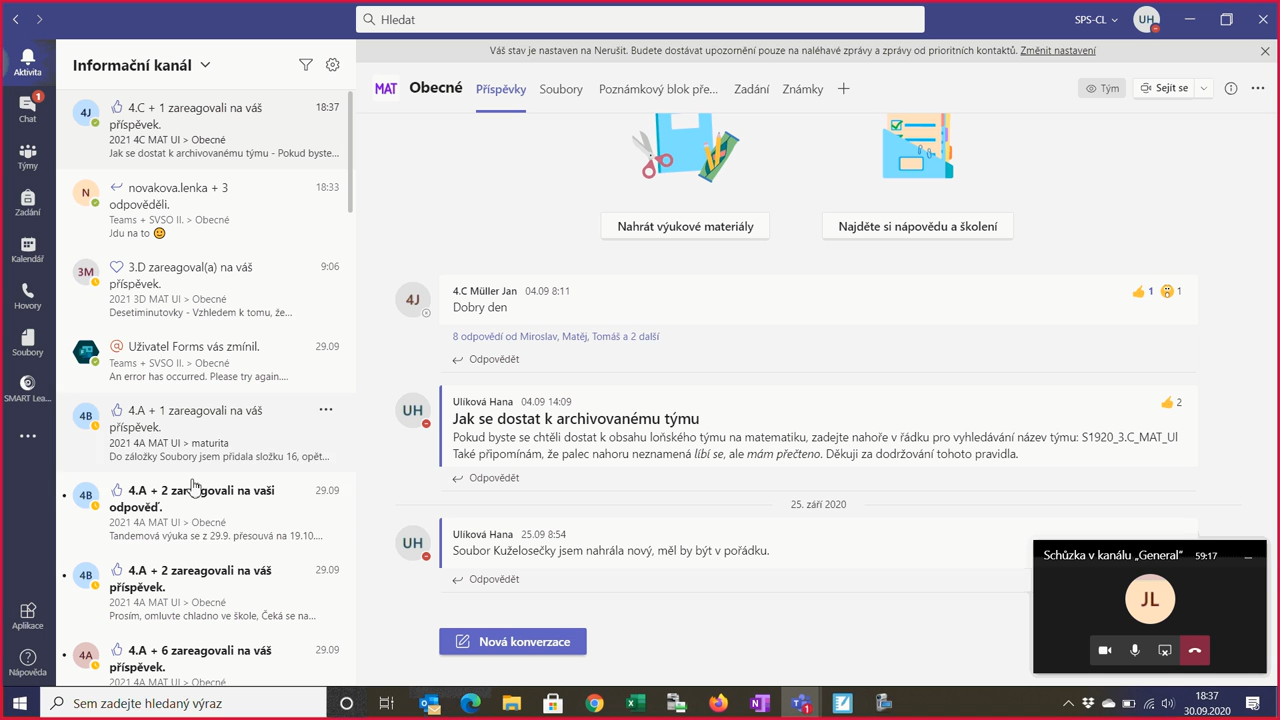 Hledat
SPS-CL
UH
Váš stav je nastaven na Nerušit. Budete dostávat upozornění pouze na naléhavé zprávy a zprávy od prioritních kontaktů. Změnit nastavení
Aktivita
Chat
1
Týmy
Zadání
Kalendář
Hovory
Soubory
SMART Lea...
Aplikace
Nápověda
Informační kanál
4J
4.C + 1 zareagovali na váš
příspěvek.
18:37
2021 4C MAT Ul > Obecné
Jak se dostat k archivovanému týmu - Pokud byste...
N
novakova.lenka + 3
odpověděli.
18:33
Teams + SVSO II. > Obecné
Jdu na to 🙂
3M
3.D zareagoval(a) na váš
příspěvek.
9:06
2021 3D MAT Ul > Obecné
Desetiminutovky - Vzhledem k tomu, že...
Uživatel Forms vás zmínil.
29.09
Teams + SVSO II. > Obecné
An error has occurred. Please try again....
4B
4.A + 1 zareagovali na váš
příspěvek.
2021 4A MAT Ul > maturita
Do záložky Soubory jsem přidala složku 16, opět...
4B
4.A + 2 zareagovali na vaši
odpověď.
29.09
2021 4A MAT Ul > Obecné
Tandemová výuka se z 29.9. přesouvá na 19.10....
4B
4.A + 2 zareagovali na váš
příspěvek.
29.09
2021 4A MAT Ul > Obecné
Prosím, omluvte chladno ve škole, Čeká se na...
4A
4.A + 6 zareagovali na váš
příspěvek.
29.09
2021 4A MAT Ul > Obecné
MAT
Obecné
Příspěvky
Soubory
Poznámkový blok pře...
Zadání
Známky
Tým
Sejít se
Nahrát výukové materiály
Najděte si nápovědu a školení
4J
4.C Müller Jan 04.09 8:11
👍 1 🤭 1
Dobry den
8 odpovědí od Miroslav, Matěj, Tomáš a 2 další
Odpovědět
UH
Ulíková Hana 04.09 14:09
👍 2
Jak se dostat k archivovanému týmu
Pokud byste se chtěli dostat k obsahu loňského týmu na matematiku, zadejte nahoře v řádku pro vyhledávání název týmu: S1920_3.C_MAT_Ul
Také připomínám, že palec nahoru neznamená líbí se, ale mám přečteno. Děkuji za dodržování tohoto pravidla.
Odpovědět
25. září 2020
UH
Ulíková Hana 25.09 8:54
Soubor Kuželosečky jsem nahrála nový, měl by být v pořádku.
Odpovědět
Nová konverzace
Schůzka v kanálu „General“ 59:17
JL
Sem zadejte hledaný výraz
1
18:37
30.09.2020